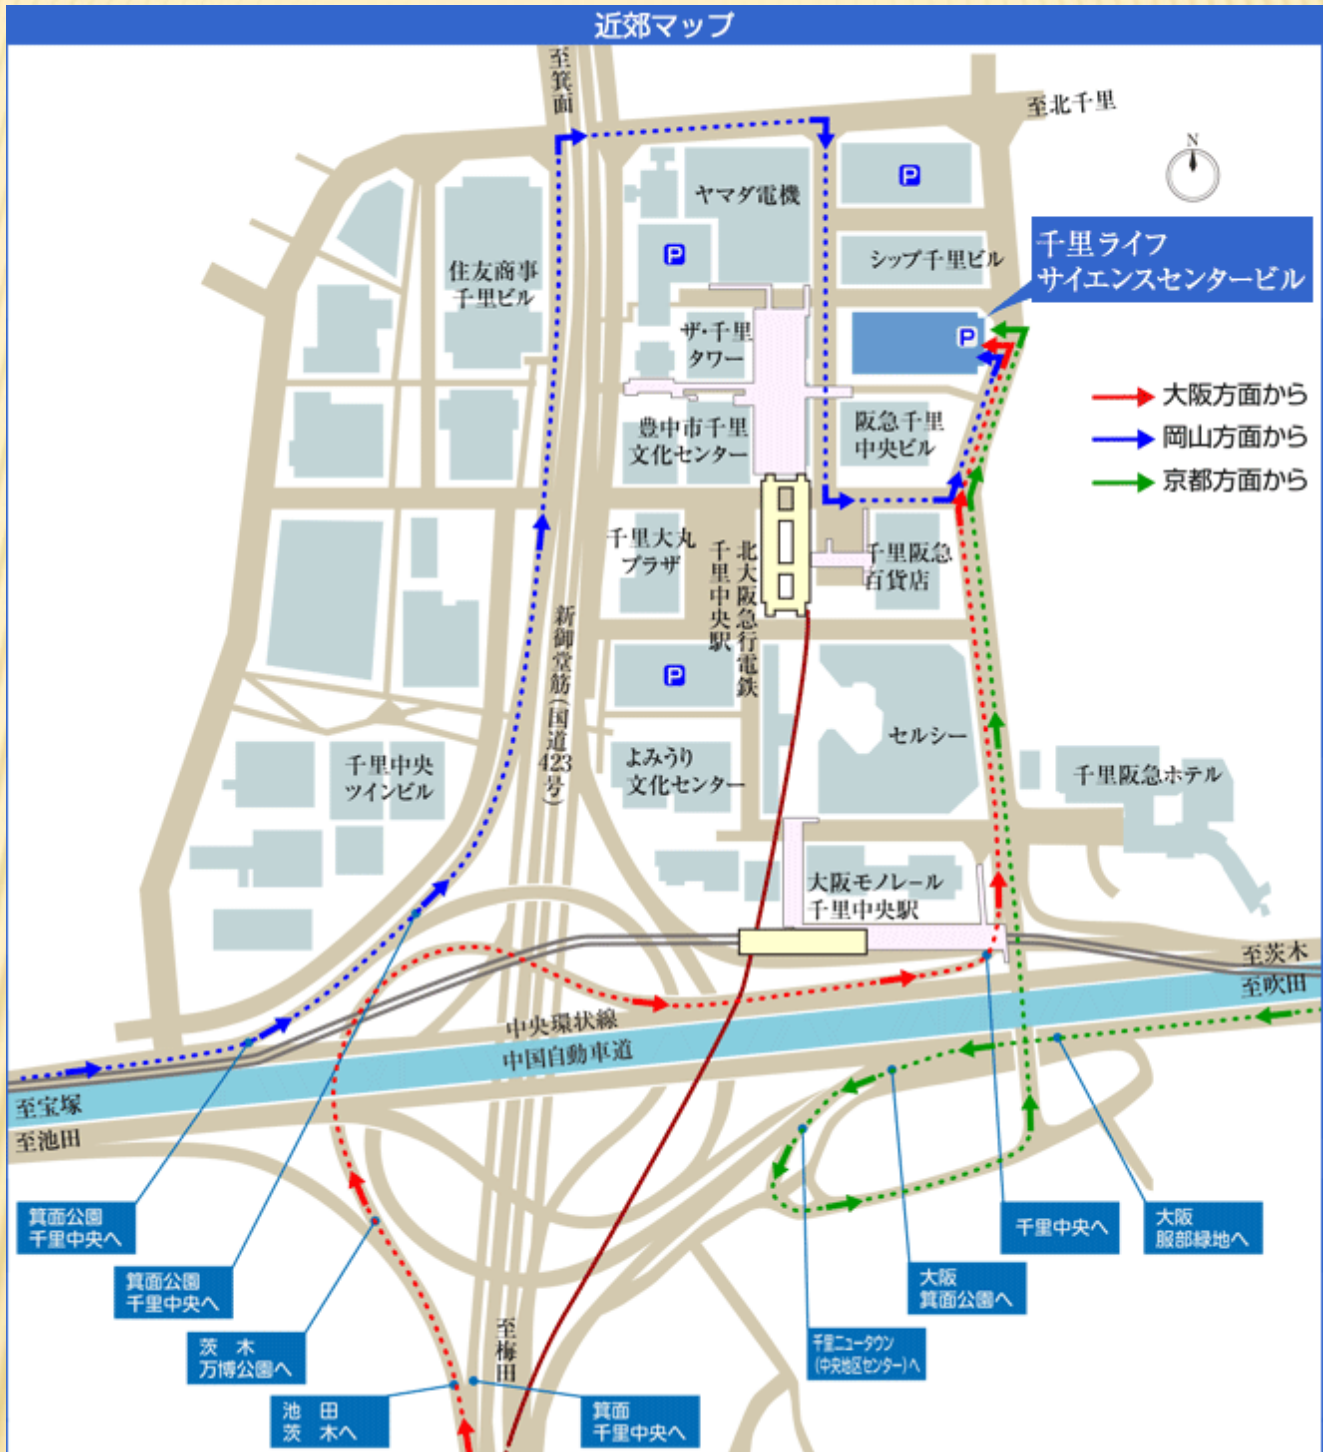 近郊マップ
至箕面
至北千里
N
ヤマダ電機
P
千里ライフ
サイエンスセンタービル
住友商事
千里ビル
P
シップ千里ビル
ザ・千里
タワー
P
大阪方面から
岡山方面から
京都方面から
豊中市千里
文化センター
阪急千里
中央ビル
千里大丸
プラザ
北大阪急行電鉄
千里中央駅
千里阪急
百貨店
新御堂筋(国道423号)
P
セルシー
千里中央
ツインビル
よみうり
文化センター
千里阪急ホテル
大阪モノレール
千里中央駅
至茨木
至吹田
中央環状線
中国自動車道
至宝塚
至池田
箕面公園
千里中央へ
箕面公園
千里中央へ
茨 木
万博公園へ
池 田
茨 木へ
至梅田
箕面
千里中央へ
千里ニュータウン
(中央地区センター)へ
大阪
箕面公園へ
千里中央へ
大阪
服部緑地へ